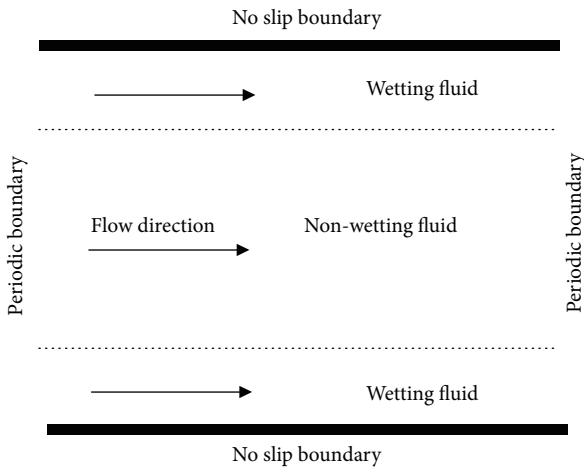 No slip boundary
Wetting fluid
Periodic boundary
Flow direction
Non-wetting fluid
Periodic boundary
Wetting fluid
No slip boundary